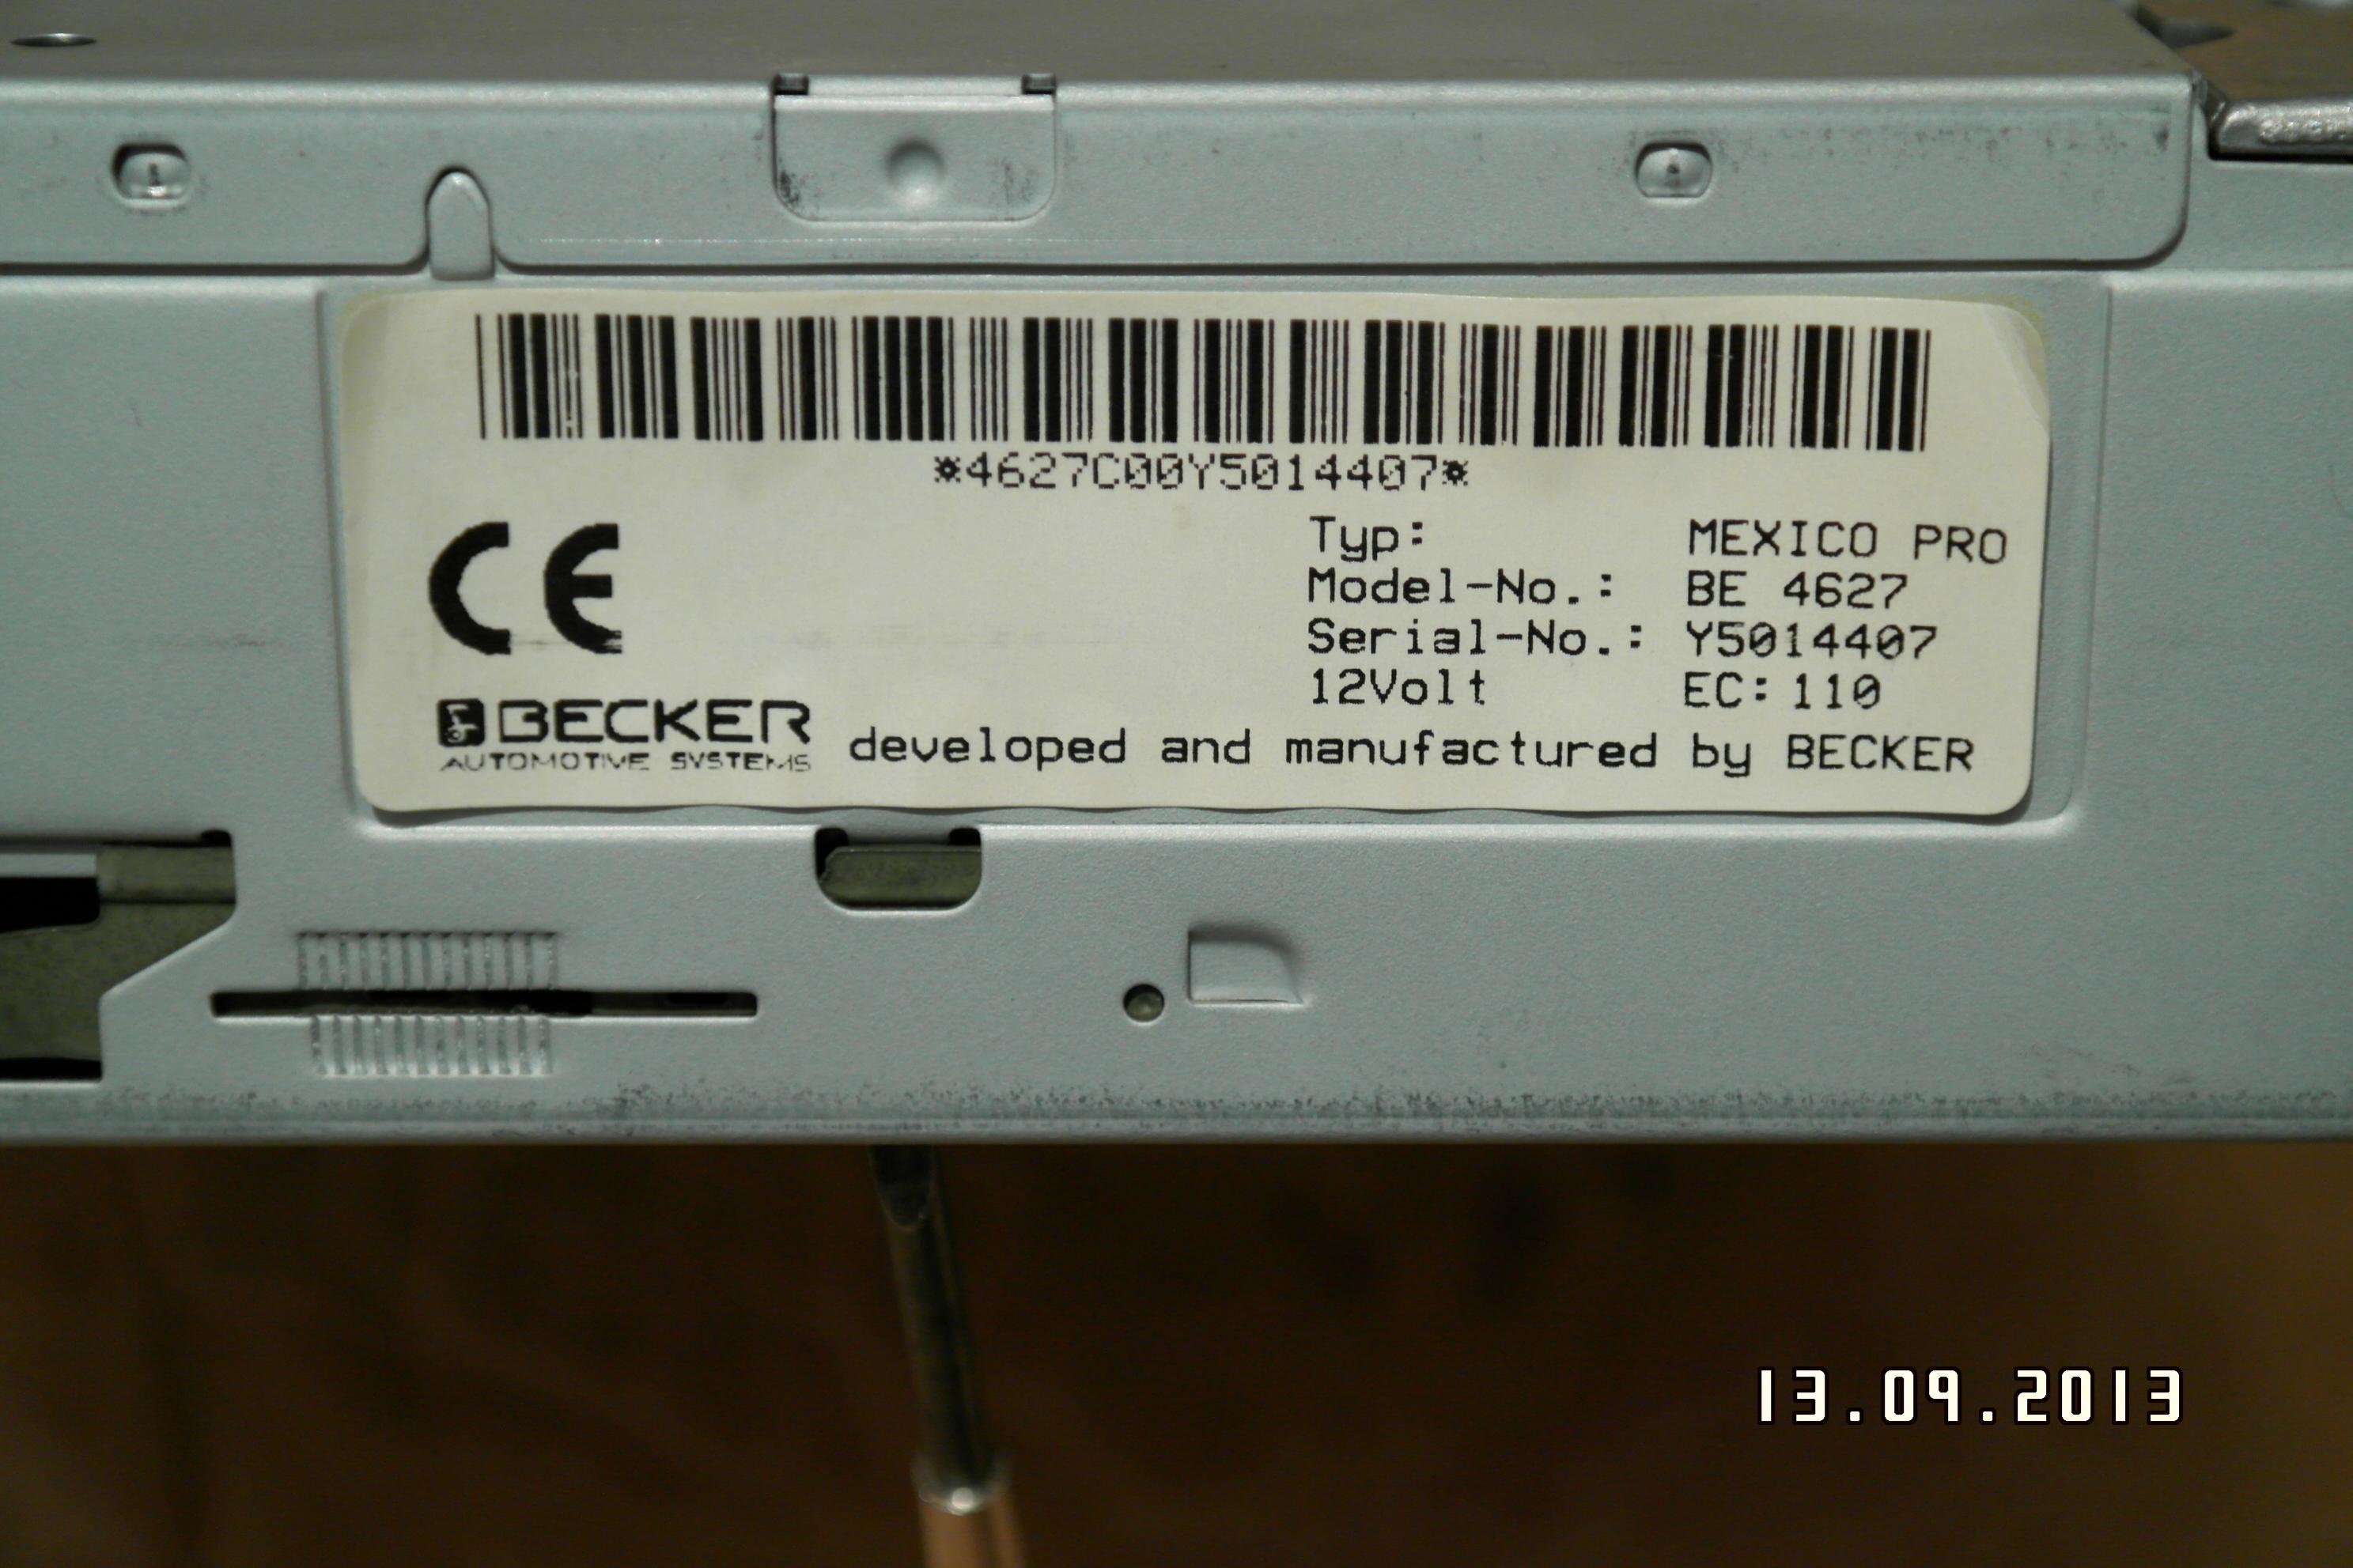 *4627C00Y5014407*
CE
Typ: MEXICO PRO
Model-No.: BE 4627
Serial-No.: Y5014407
12Volt EC: 110
BECKER
AUTOMOTIVE SYSTEMS
developed and manufactured by BECKER
13.09.2013